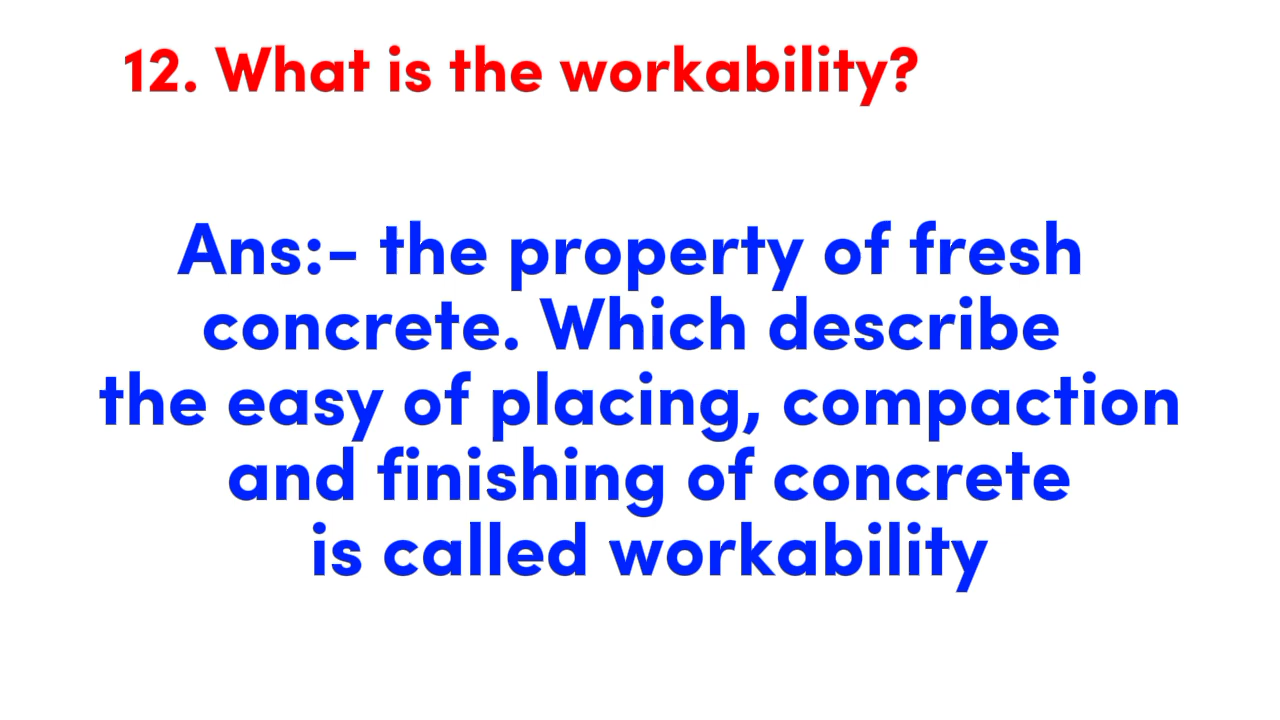 12. What is the workability?
Ans:- the property of fresh
concrete. Which describe
the easy of placing, compaction
and finishing of concrete
is called workability